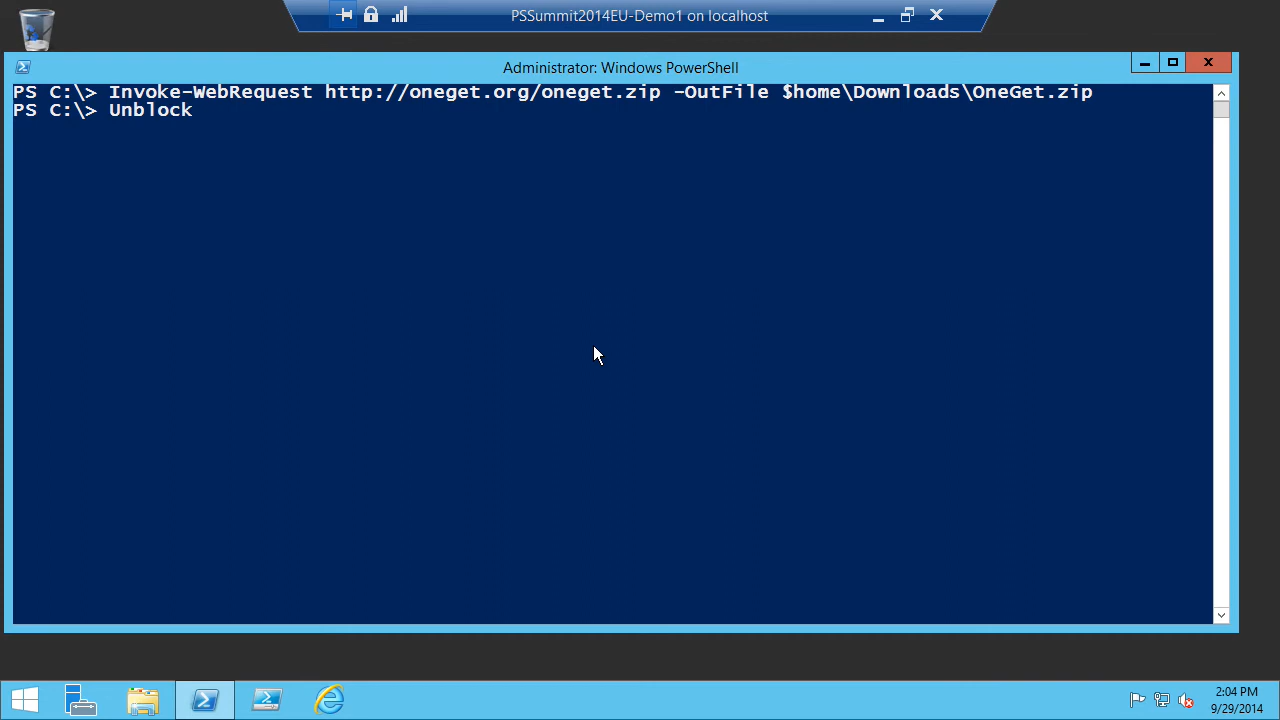 PSSummit2014EU-Demo1 on localhost
Administrator: Windows PowerShell
PS C:\> Invoke-WebRequest http://oneget.org/oneget.zip -OutFile $home\Downloads\OneGet.zip
PS C:\> Unblock
2:04 PM
9/29/2014